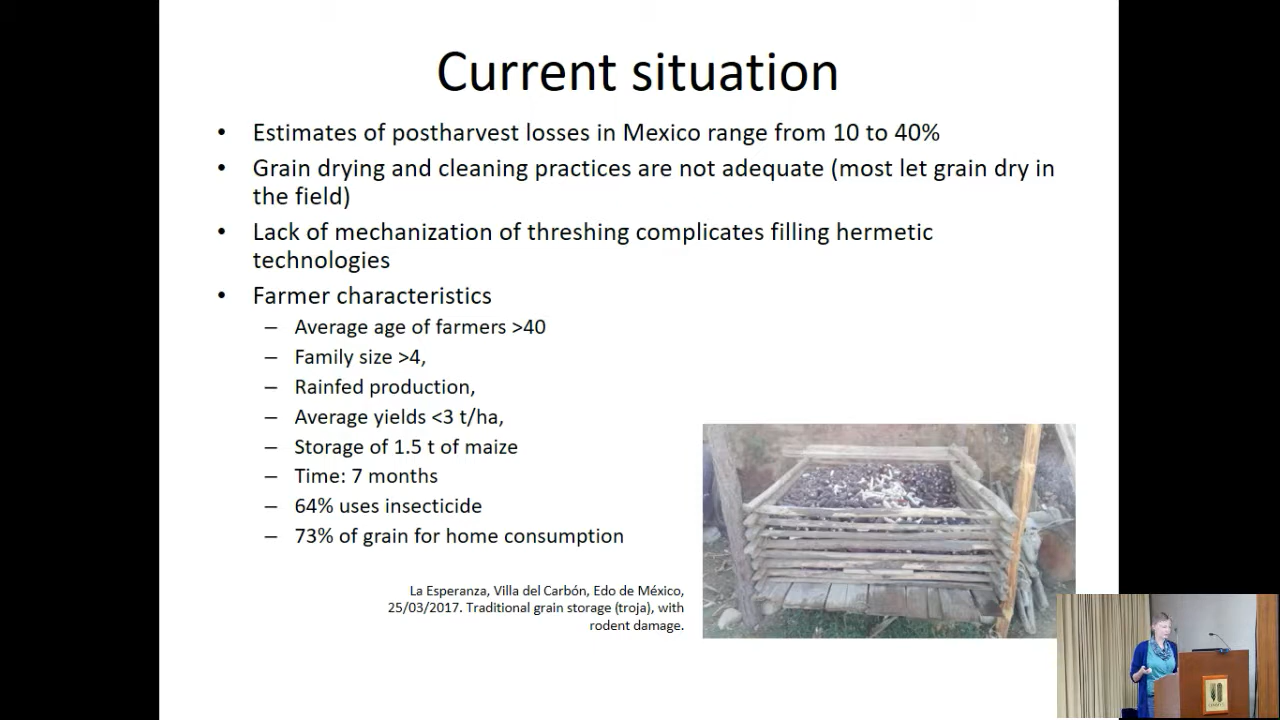 Current situation
• Estimates of postharvest losses in Mexico range from 10 to 40%
• Grain drying and cleaning practices are not adequate (most let grain dry in
the field)
• Lack of mechanization of threshing complicates filling hermetic
technologies
• Farmer characteristics
– Average age of farmers >40
– Family size >4,
– Rainfed production,
– Average yields <3 t/ha,
– Storage of 1.5 t of maize
– Time: 7 months
– 64% uses insecticide
– 73% of grain for home consumption
La Esperanza, Villa del Carbón, Edo de México,
25/03/2017. Traditional grain storage (troja), with
rodent damage.